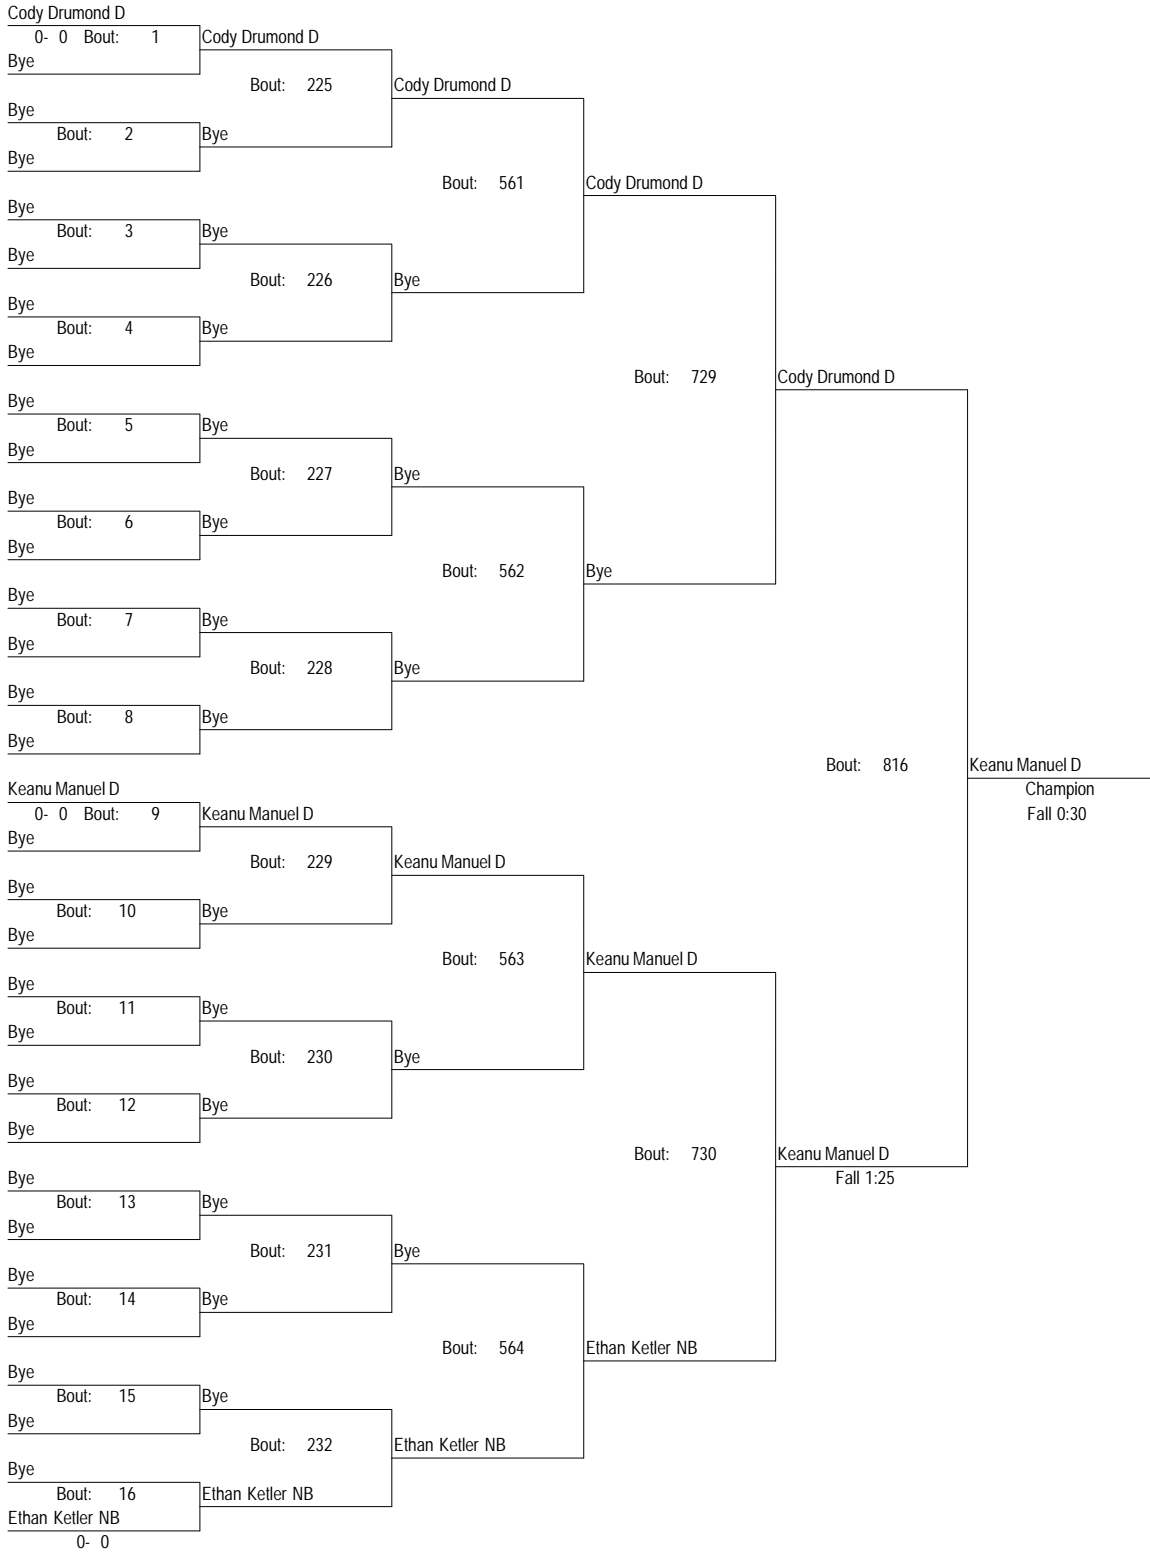 Cody Drumond D
0- 0 Bout: 1 Cody Drumond D
Bye
Bout: 225 Cody Drumond D
Bye
Bout: 2 Bye
Bye
Bout: 561 Cody Drumond D
Bye
Bout: 3 Bye
Bye
Bout: 226 Bye
Bye
Bout: 4 Bye
Bye
Bout: 729 Cody Drumond D
Bye
Bout: 5 Bye
Bye
Bout: 227 Bye
Bye
Bout: 6 Bye
Bye
Bout: 562 Bye
Bye
Bout: 7 Bye
Bye
Bout: 228 Bye
Bye
Bout: 8 Bye
Bye
Bout: 816 Keanu Manuel D
Keanu Manuel D Champion
0- 0 Bout: 9 Keanu Manuel D Fall 0:30
Bye
Bout: 229 Keanu Manuel D
Bye
Bout: 10 Bye
Bye
Bout: 563 Keanu Manuel D
Bye
Bout: 11 Bye
Bye
Bout: 230 Bye
Bye
Bout: 12 Bye
Bye
Bout: 730 Keanu Manuel D
Bye Fall 1:25
Bout: 13 Bye
Bye
Bout: 231 Bye
Bye
Bout: 14 Bye
Bye
Bout: 564 Ethan Ketler NB
Bye
Bout: 15 Bye
Bye
Bout: 232 Ethan Ketler NB
Bye
Bout: 16 Ethan Ketler NB
Ethan Ketler NB
0- 0